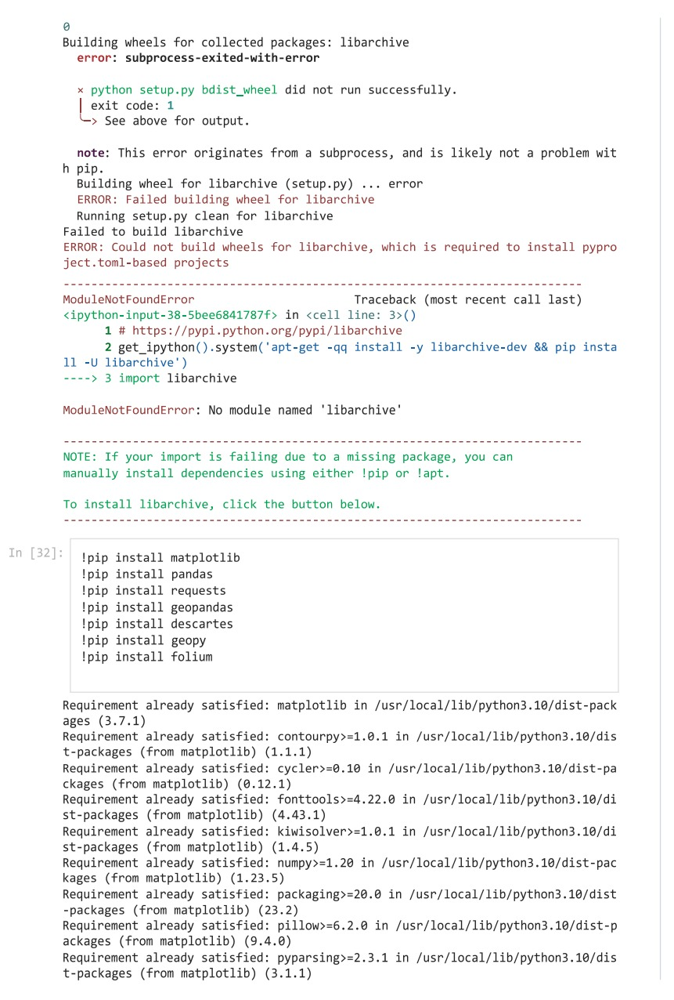 0
Building wheels for collected packages: libarchive
error: subprocess-exited-with-error
× python setup.py bdist_wheel did not run successfully.
│ exit code: 1
╰─> See above for output.
note: This error originates from a subprocess, and is likely not a problem wit
h pip.
Building wheel for libarchive (setup.py) ... error
ERROR: Failed building wheel for libarchive
Running setup.py clean for libarchive
Failed to build libarchive
ERROR: Could not build wheels for libarchive, which is required to install pypro
ject.toml-based projects
---------------------------------------------------------------------------
ModuleNotFoundError                       Traceback (most recent call last)
<ipython-input-38-5bee6841787f> in <cell line: 3>()
1 # https://pypi.python.org/pypi/libarchive
2 get_ipython().system('apt-get -qq install -y libarchive-dev && pip insta
ll -U libarchive')
----> 3 import libarchive
ModuleNotFoundError: No module named 'libarchive'
---------------------------------------------------------------------------
NOTE: If your import is failing due to a missing package, you can
manually install dependencies using either !pip or !apt.
To install libarchive, click the button below.
---------------------------------------------------------------------------
In [32]:
!pip install matplotlib
!pip install pandas
!pip install requests
!pip install geopandas
!pip install descartes
!pip install geopy
!pip install folium
Requirement already satisfied: matplotlib in /usr/local/lib/python3.10/dist-pack
ages (3.7.1)
Requirement already satisfied: contourpy>=1.0.1 in /usr/local/lib/python3.10/dis
t-packages (from matplotlib) (1.1.1)
Requirement already satisfied: cycler>=0.10 in /usr/local/lib/python3.10/dist-pa
ckages (from matplotlib) (0.12.1)
Requirement already satisfied: fonttools>=4.22.0 in /usr/local/lib/python3.10/di
st-packages (from matplotlib) (4.43.1)
Requirement already satisfied: kiwisolver>=1.0.1 in /usr/local/lib/python3.10/di
st-packages (from matplotlib) (1.4.5)
Requirement already satisfied: numpy>=1.20 in /usr/local/lib/python3.10/dist-pac
kages (from matplotlib) (1.23.5)
Requirement already satisfied: packaging>=20.0 in /usr/local/lib/python3.10/dist
-packages (from matplotlib) (23.2)
Requirement already satisfied: pillow>=6.2.0 in /usr/local/lib/python3.10/dist-p
ackages (from matplotlib) (9.4.0)
Requirement already satisfied: pyparsing>=2.3.1 in /usr/local/lib/python3.10/dis
t-packages (from matplotlib) (3.1.1)